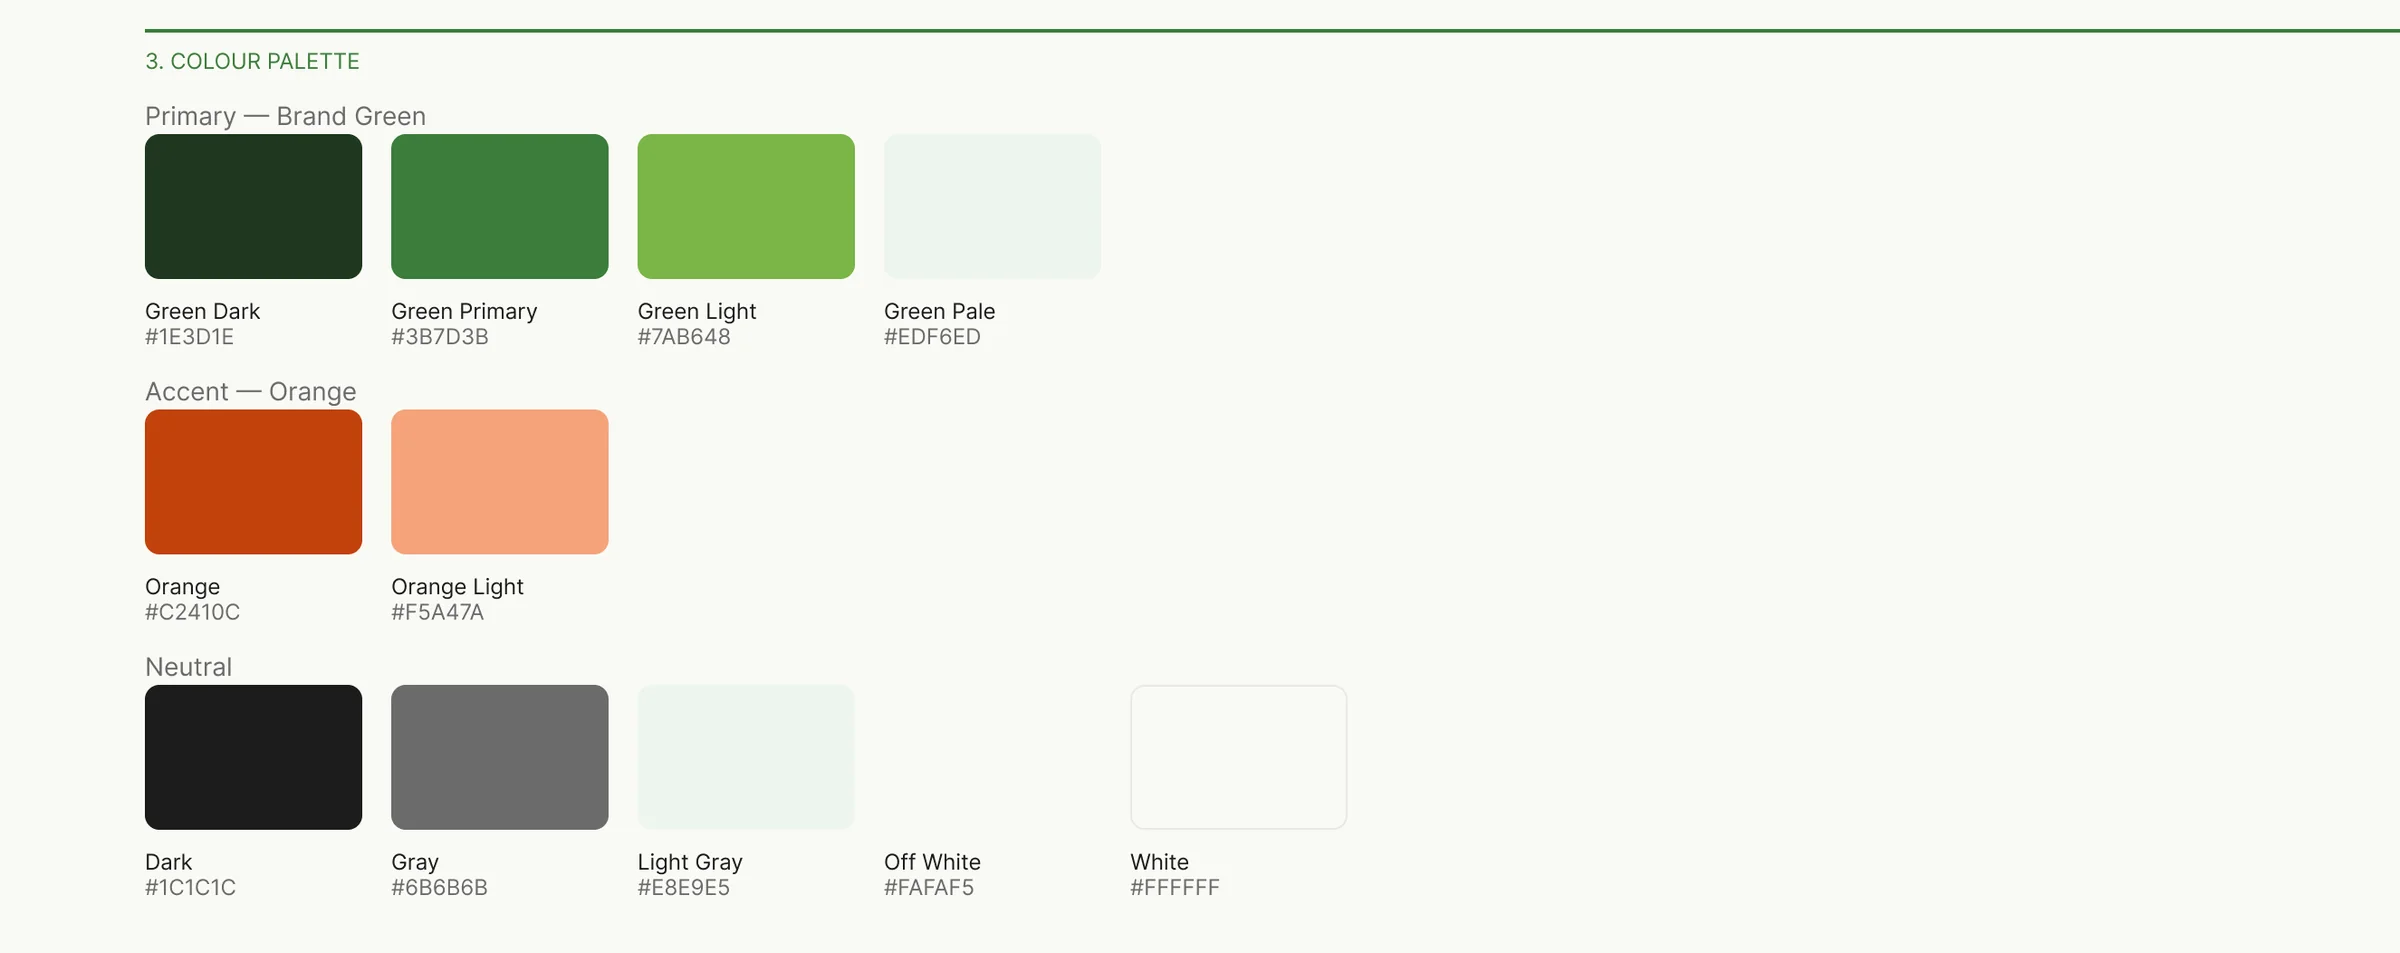 3. COLOUR PALETTE
Primary — Brand Green
Green Dark
#1E3D1E
Green Primary
#3B7D3B
Green Light
#7AB648
Green Pale
#EDF6ED
Accent — Orange
Orange
#C2410C
Orange Light
#F5A47A
Neutral
Dark
#1C1C1C
Gray
#6B6B6B
Light Gray
#E8E9E5
Off White
#FAFAF5
White
#FFFFFF